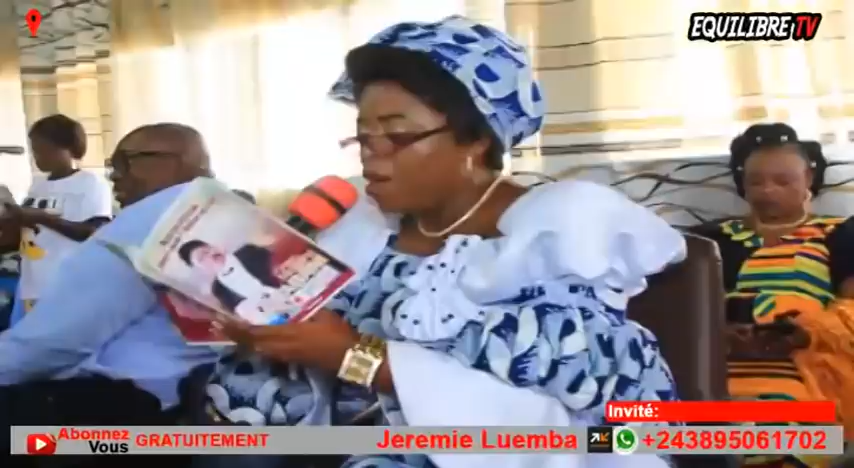 EQUILIBRE TV
Invité:
Abonnez
Vous
GRATUITEMENT
Jeremie Luemba
+243895061702